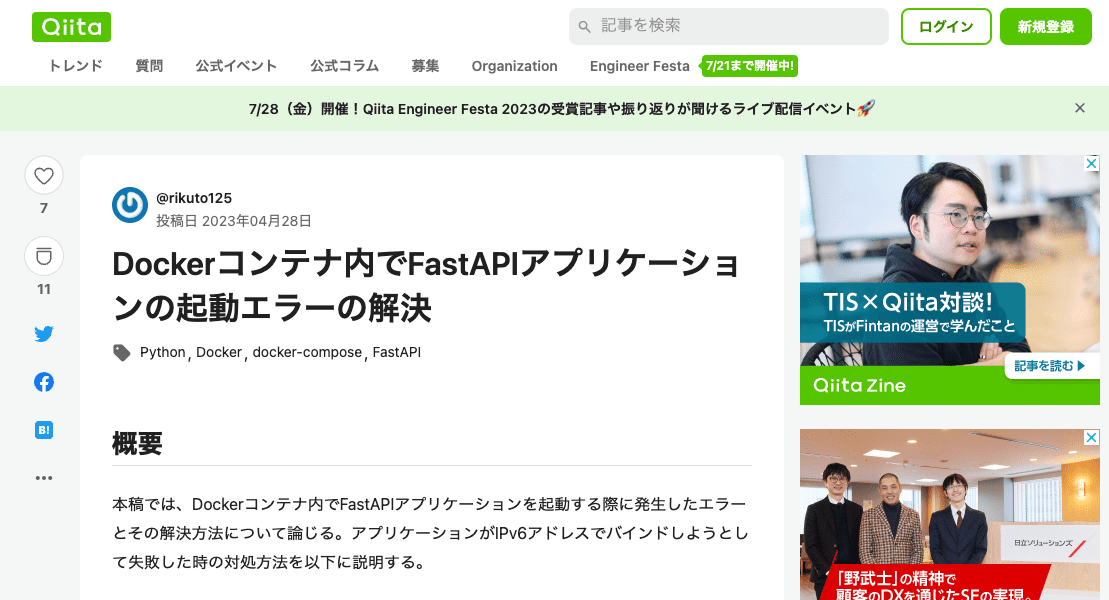 Qiita
記事を検索
ログイン
新規登録
トレンド
質問
公式イベント
公式コラム
募集
Organization
Engineer Festa
7/21まで開催中!
7/28（金）開催！Qiita Engineer Festa 2023の受賞記事や振り返りが聞けるライブ配信イベント🚀
7
11
B!
@rikuto125
投稿日 2023年04月28日
Dockerコンテナ内でFastAPIアプリケーショ
ンの起動エラーの解決
Python , Docker , docker-compose , FastAPI
概要
本稿では、Dockerコンテナ内でFastAPIアプリケーションを起動する際に発生したエラー
とその解決方法について論じる。アプリケーションがIPv6アドレスでバインドしようとし
て失敗した時の対処方法を以下に説明する。
TIS×Qiita対談!
TISがFintanの運営で学んだこと
記事を読む
Qiita Zine
日立ソリューションズ
「野武士」の精神で
顧客のDXを通じたSEの実現。